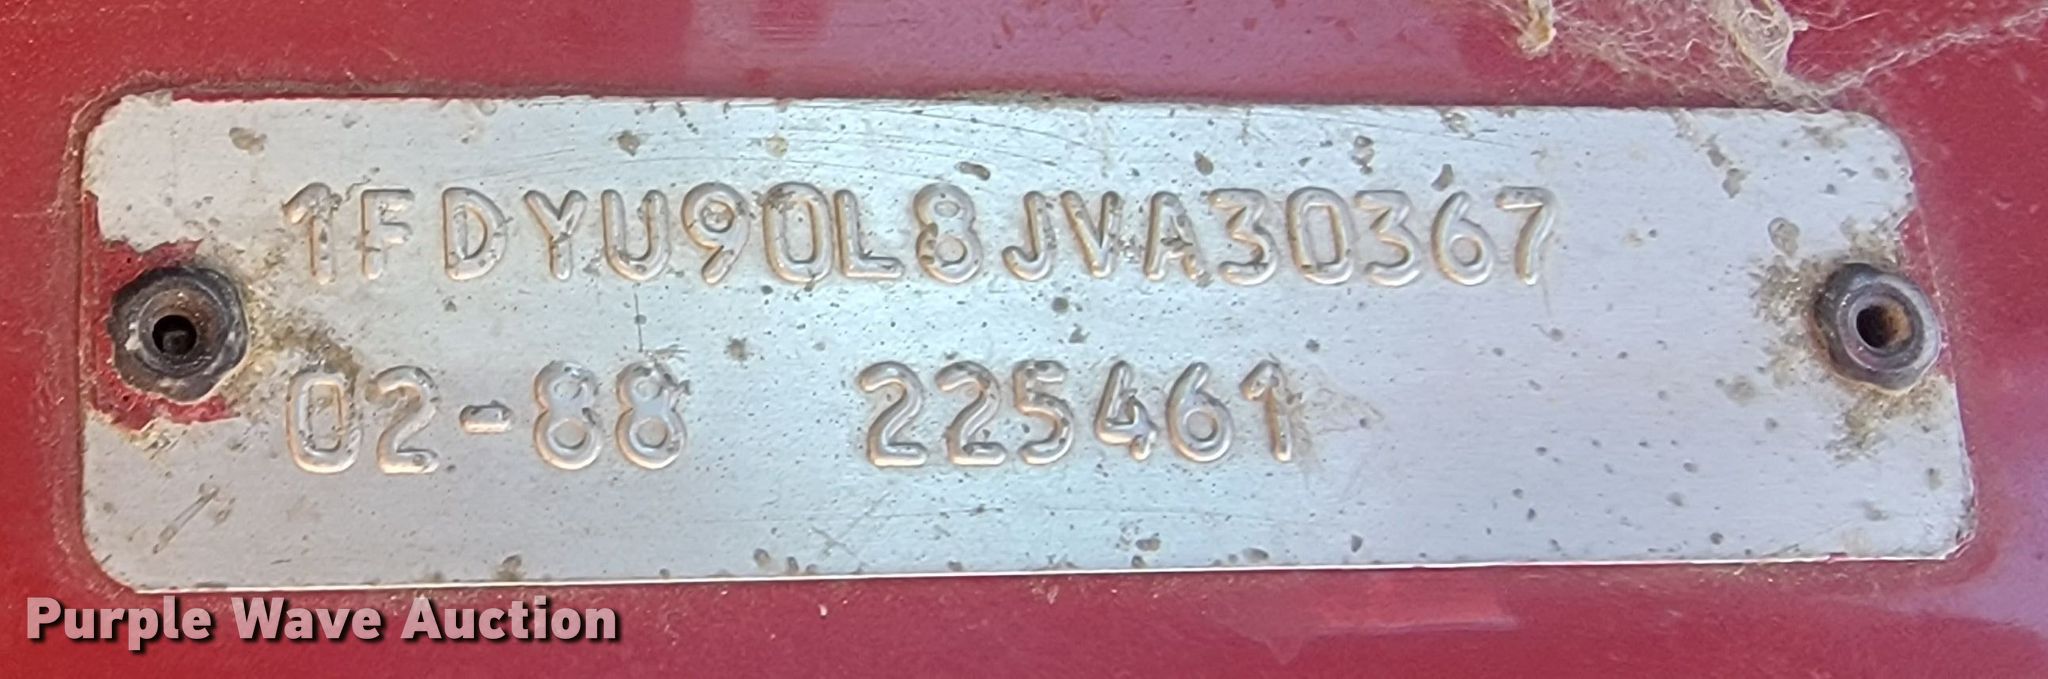 1FDYU90L8JVA30367
02-88 225461
Purple Wave Auction